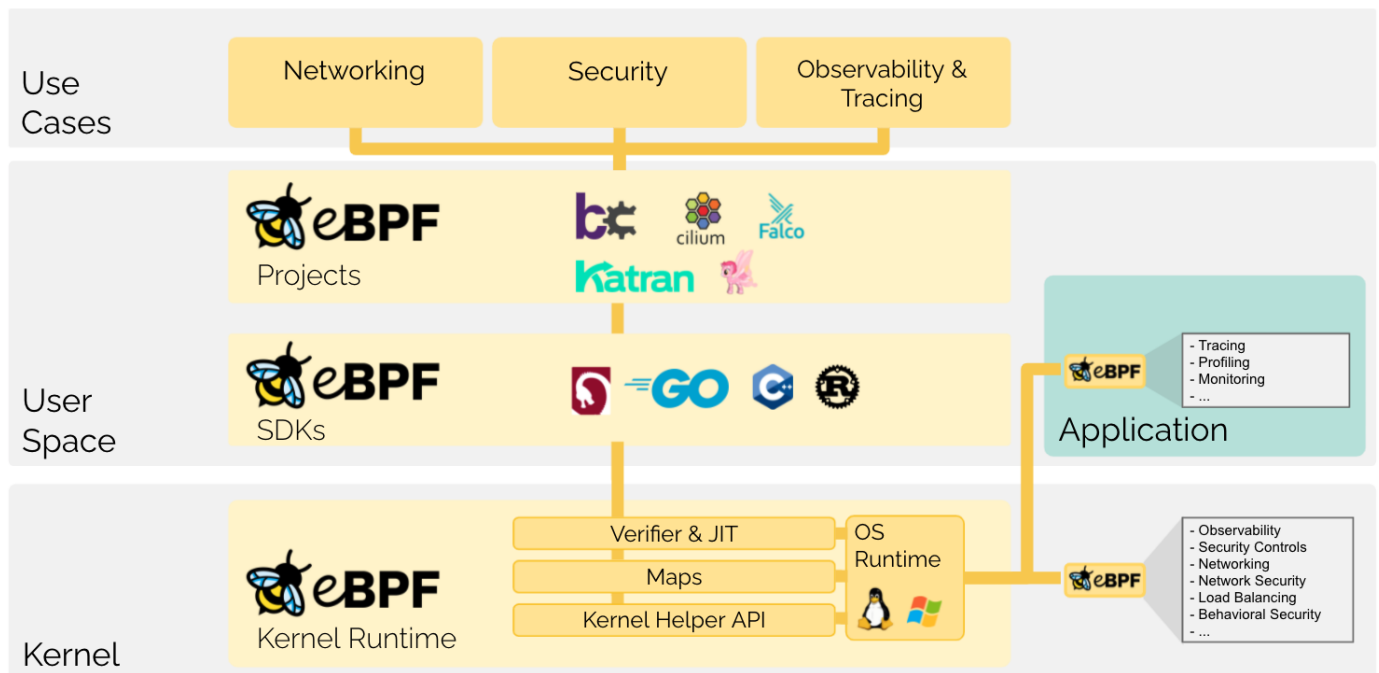 Use
Cases
Networking
Security
Observability &
Tracing
User
Space
eBPF
Projects
bc
cilium
Falco
Katran
eBPF
SDKs
GO
C++
R
eBPF
- Tracing
- Profiling
- Monitoring
- ...
Application
Kernel
eBPF
Kernel Runtime
Verifier & JIT
Maps
Kernel Helper API
OS
Runtime
eBPF
- Observability
- Security Controls
- Networking
- Network Security
- Load Balancing
- Behavioral Security
- ...